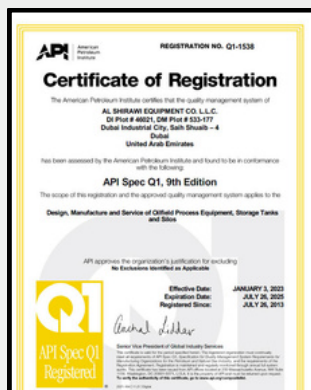 API American
Petroleum
Institute
REGISTRATION NO. Q1-1538
Certificate of Registration
The American Petroleum Institute certifies that the quality management system of
AL SHIRAWI EQUIPMENT CO. L.L.C.
DI Plot # 46021, DM Plot # 533-177
Dubai Industrial City, Saih Shuaib – 4
Dubai
United Arab Emirates
has been assessed by the American Petroleum Institute and found to be in conformance
with the following:
API Spec Q1, 9th Edition
The scope of this registration and the approved quality management system applies to the
Design, Manufacture and Service of Oilfield Process Equipment, Storage Tanks
and Silos
API approves the organization's justification for excluding
No Exclusions Identified as Applicable
Effective Date: JANUARY 3, 2023
Expiration Date: JULY 26, 2025
Registered Since: JULY 26, 2013
Q1
API Spec Q1
Registered
Senior Vice President of Global Industry Services